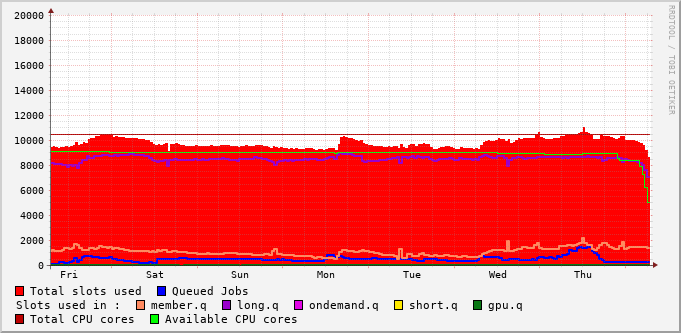 20000
18000
16000
14000
12000
10000
8000
6000
4000
2000
0
Fri Sat Sun Mon Tue Wed Thu
Total slots used Queued Jobs
Slots used in : member.q long.q ondemand.q short.q gpu.q
Total CPU cores Available CPU cores
RRDTOOL / TOBI OETIKER